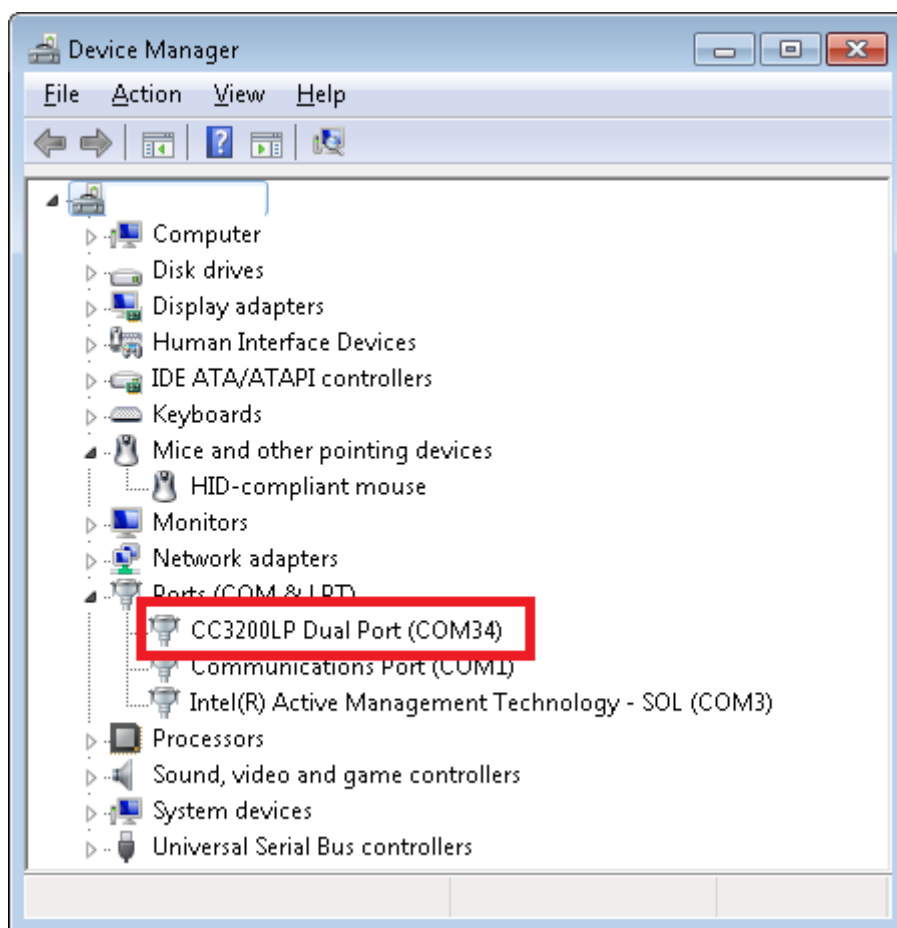 Device Manager
File Action View Help
Computer
Disk drives
Display adapters
Human Interface Devices
IDE ATA/ATAPI controllers
Keyboards
Mice and other pointing devices
HID-compliant mouse
Monitors
Network adapters
Ports (COM & LPT)
CC3200LP Dual Port (COM34)
Communications Port (COM1)
Intel(R) Active Management Technology - SOL (COM3)
Processors
Sound, video and game controllers
System devices
Universal Serial Bus controllers